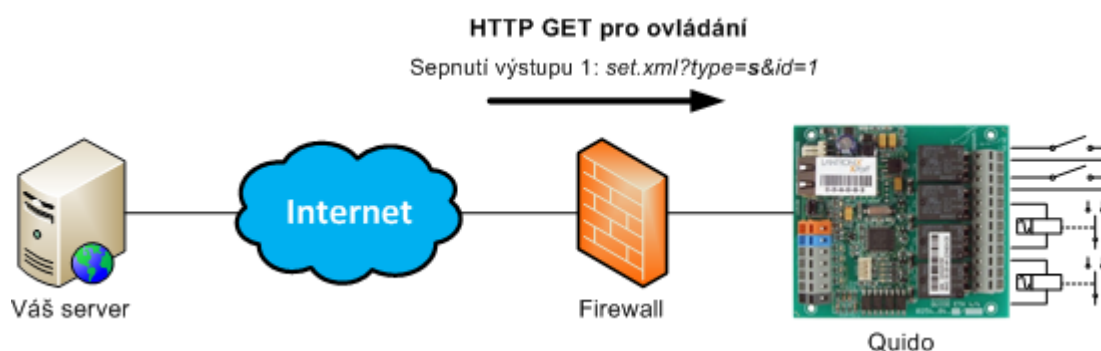 HTTP GET pro ovládání
Sepnutí výstupu 1: set.xml?type=s&id=1
Internet
Váš server
Firewall
Quido